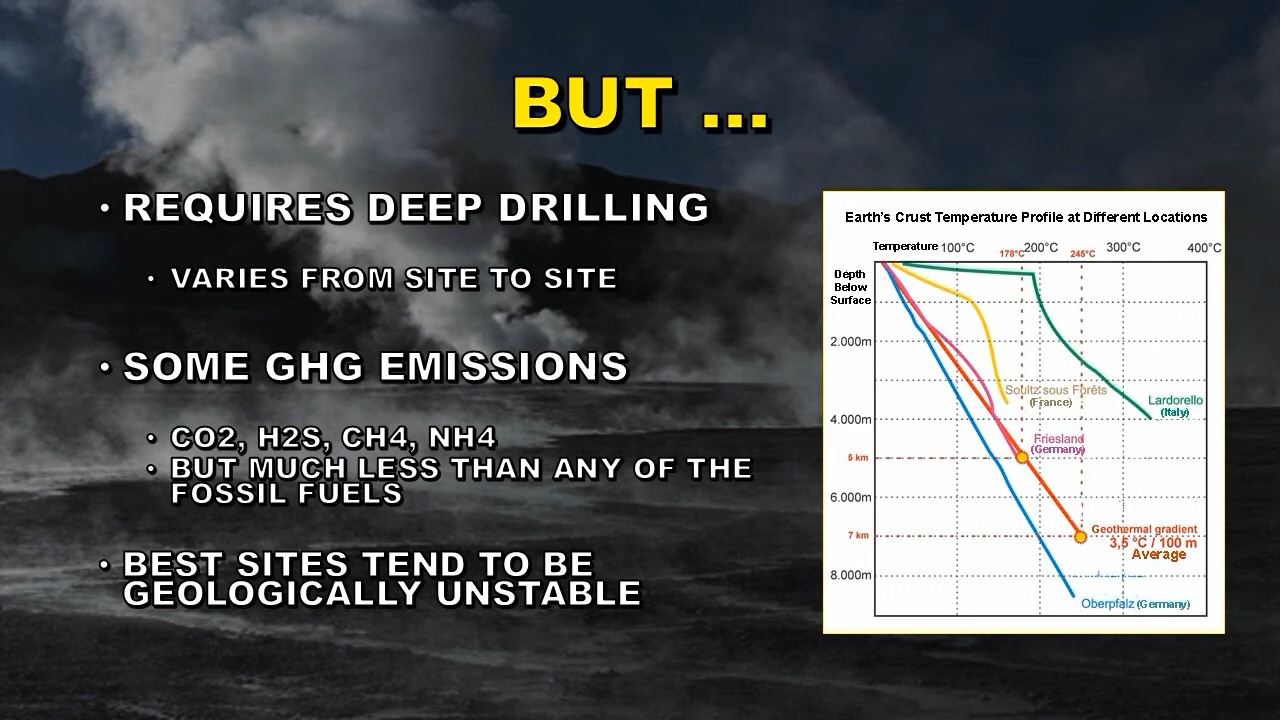 BUT ...
• REQUIRES DEEP DRILLING
• VARIES FROM SITE TO SITE
• SOME GHG EMISSIONS
• CO2, H2S, CH4, NH4
• BUT MUCH LESS THAN ANY OF THE
FOSSIL FUELS
• BEST SITES TEND TO BE
GEOLOGICALLY UNSTABLE
Earth's Crust Temperature Profile at Different Locations
Temperature 100°C 200°C 300°C 400°C
178°C 245°C
Depth
Below
Surface
2.000m
Soultz sous Forêts
(France)
Lardorello
(Italy)
4.000m
Friesland
(Germany)
5 km
6.000m
Geothermal gradient
7 km
3,5 °C / 100 m
Average
8.000m
Oberpfalz (Germany)